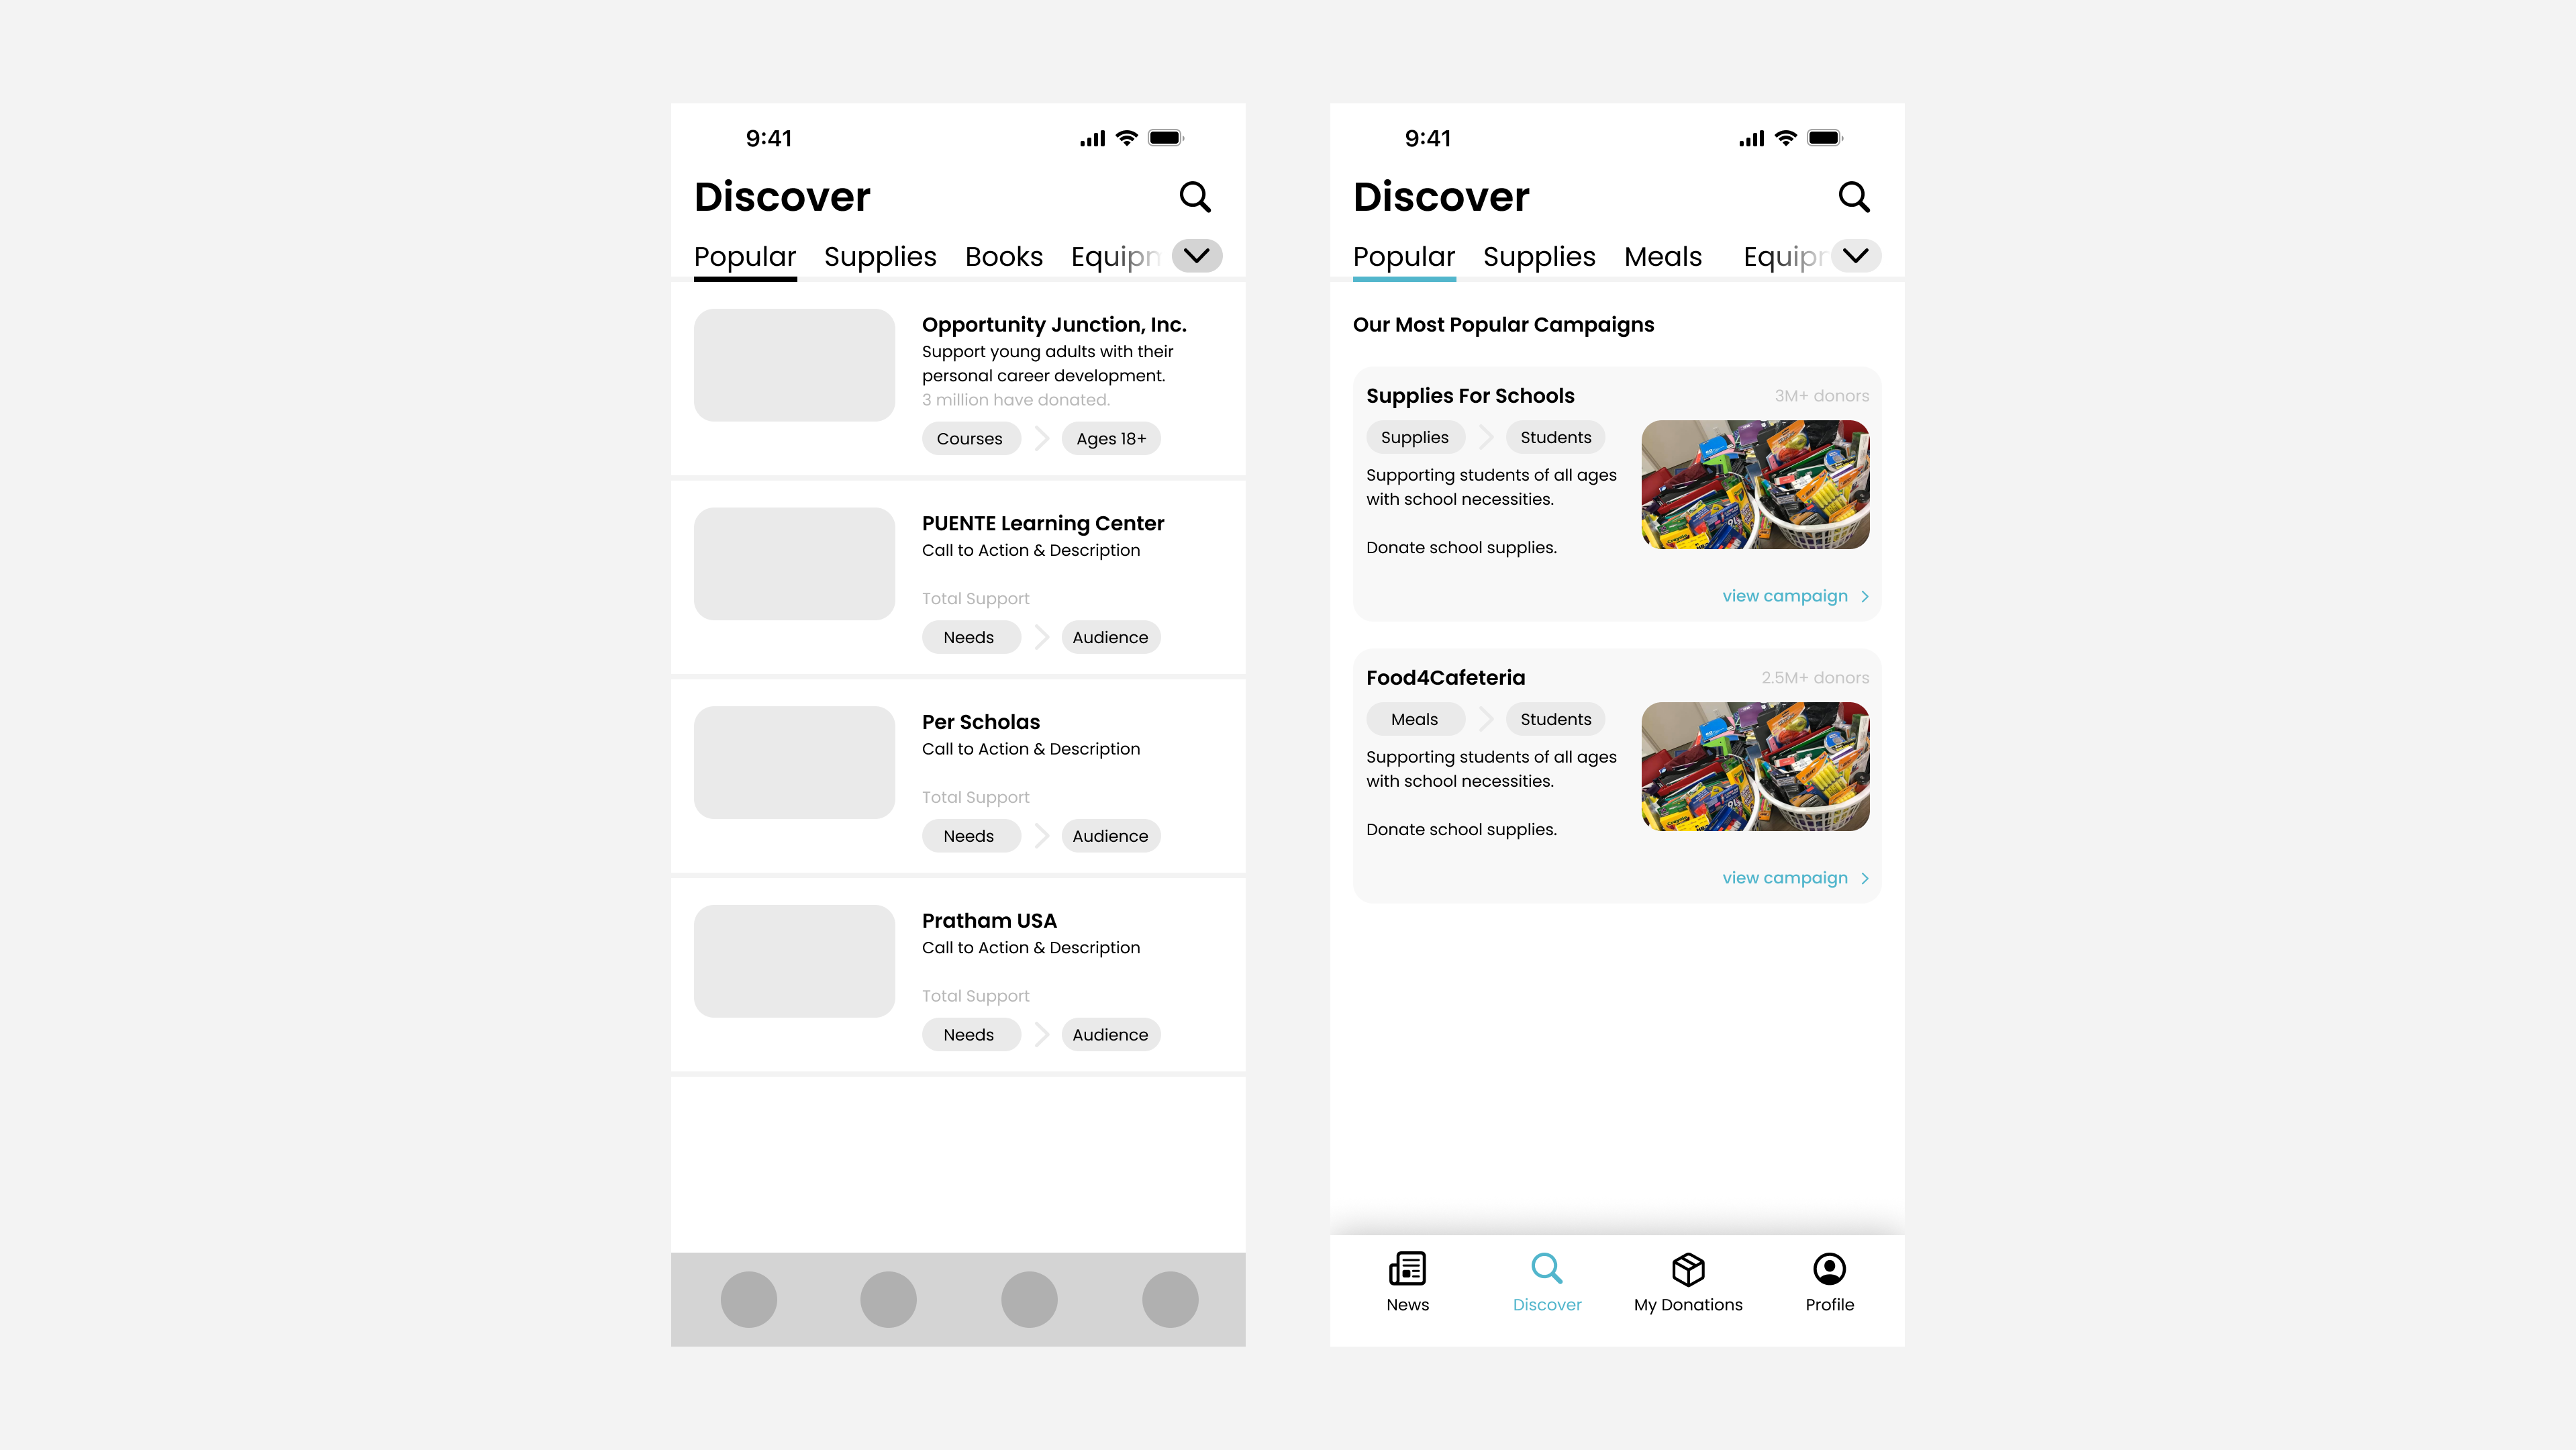 9:41
Discover
Popular Supplies Books Equipn
Opportunity Junction, Inc.
Support young adults with their
personal career development.
3 million have donated.
Courses Ages 18+
PUENTE Learning Center
Call to Action & Description
Total Support
Needs Audience
Per Scholas
Call to Action & Description
Total Support
Needs Audience
Pratham USA
Call to Action & Description
Total Support
Needs Audience
9:41
Discover
Popular Supplies Meals Equipr
Our Most Popular Campaigns
Supplies For Schools 3M+ donors
Supplies Students
Supporting students of all ages
with school necessities.
Donate school supplies.
view campaign
Food4Cafeteria 2.5M+ donors
Meals Students
Supporting students of all ages
with school necessities.
Donate school supplies.
view campaign
News Discover My Donations Profile